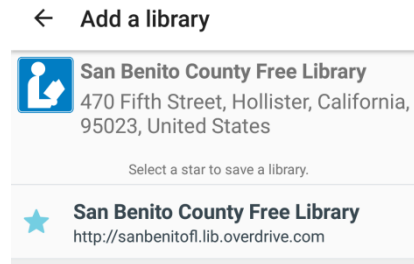 Add a library
San Benito County Free Library
470 Fifth Street, Hollister, California,
95023, United States
Select a star to save a library.
San Benito County Free Library
http://sanbenitofl.lib.overdrive.com